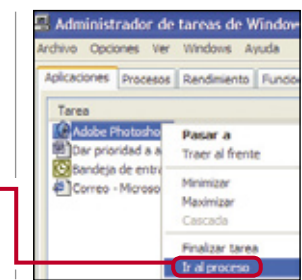 Administrador de tareas de Window
Archivo Opciones Ver Windows Ayuda
Aplicaciones Procesos Rendimiento Funcio
Tarea
Adobe Photosho
Dar prioridad a a
Bandeja de entra
Correo - Microso
Pasar a
Traer al frente
Minimizar
Maximizar
Cascada
Finalizar tarea
Ir al proceso